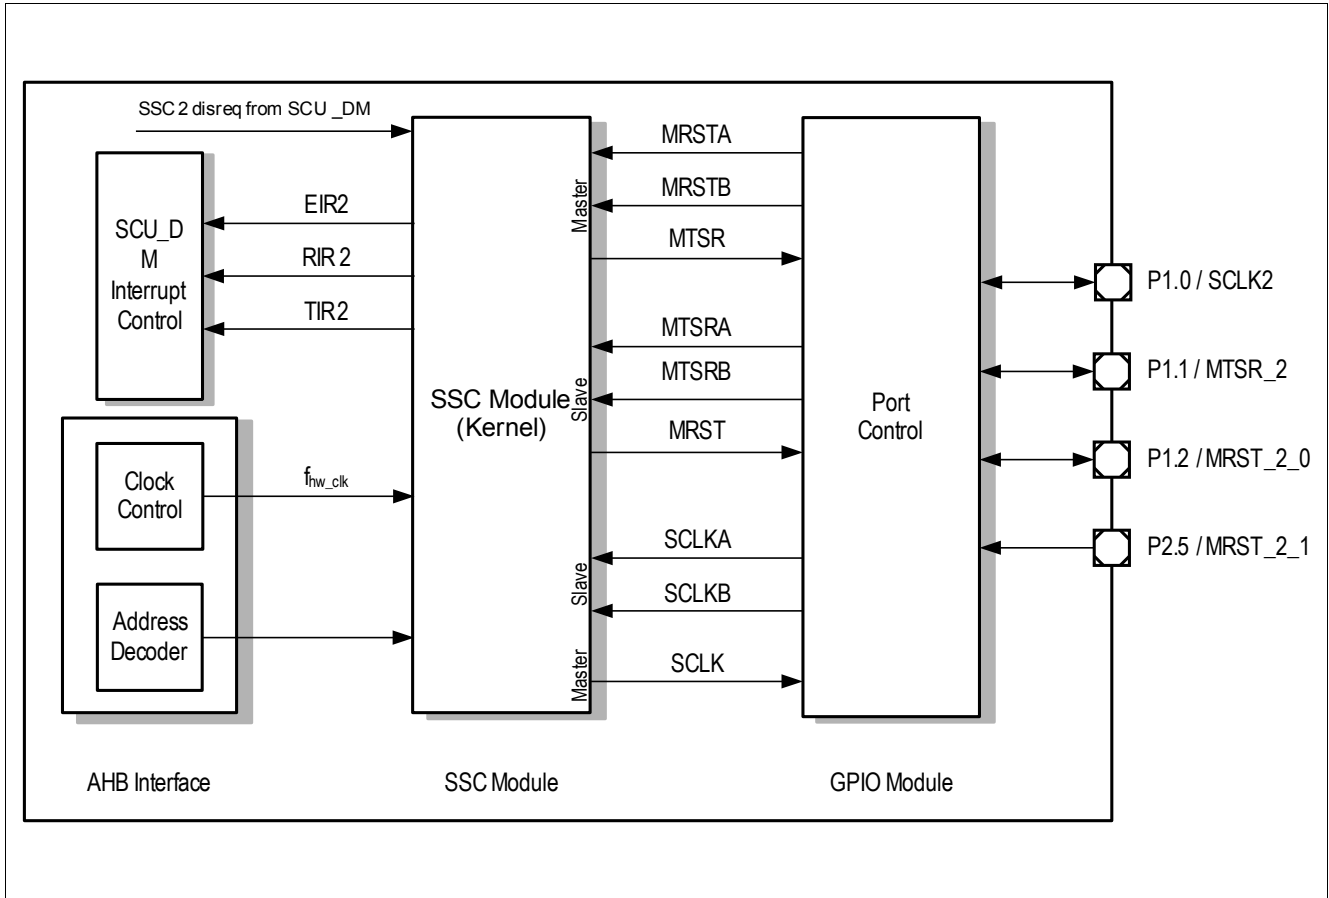 SSC 2 disreq from SCU _DM
SCU_D
M
Interrupt
Control
EIR2
RIR 2
TIR2
Clock
Control
f hw_clk
Address
Decoder
AHB Interface
SSC Module
(Kernel)
Master
Slave
Slave
Master
SSC Module
MRSTA
MRSTB
MTSR
MTSRA
MTSRB
MRST
SCLKA
SCLKB
SCLK
Port
Control
GPIO Module
P1.0 / SCLK2
P1.1 / MTSR_2
P1.2 / MRST_2_0
P2.5 / MRST_2_1